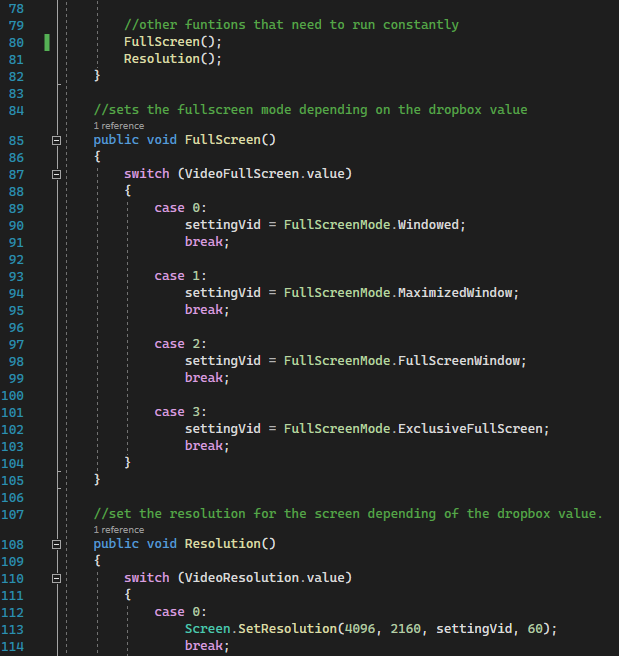 78
79 //other funtions that need to run constantly
80 FullScreen();
81 Resolution();
82 }
83
84 //sets the fullscreen mode depending on the dropbox value
1 reference
85 public void FullScreen()
86 {
87 switch (VideoFullScreen.value)
88 {
89 case 0:
90 settingVid = FullScreenMode.Windowed;
91 break;
92
93 case 1:
94 settingVid = FullScreenMode.MaximizedWindow;
95 break;
96
97 case 2:
98 settingVid = FullScreenMode.FullScreenWindow;
99 break;
100
101 case 3:
102 settingVid = FullScreenMode.ExclusiveFullScreen;
103 break;
104 }
105 }
106
107 //set the resolution for the screen depending of the dropbox value.
1 reference
108 public void Resolution()
109 {
110 switch (VideoResolution.value)
111 {
112 case 0:
113 Screen.SetResolution(4096, 2160, settingVid, 60);
114 break;